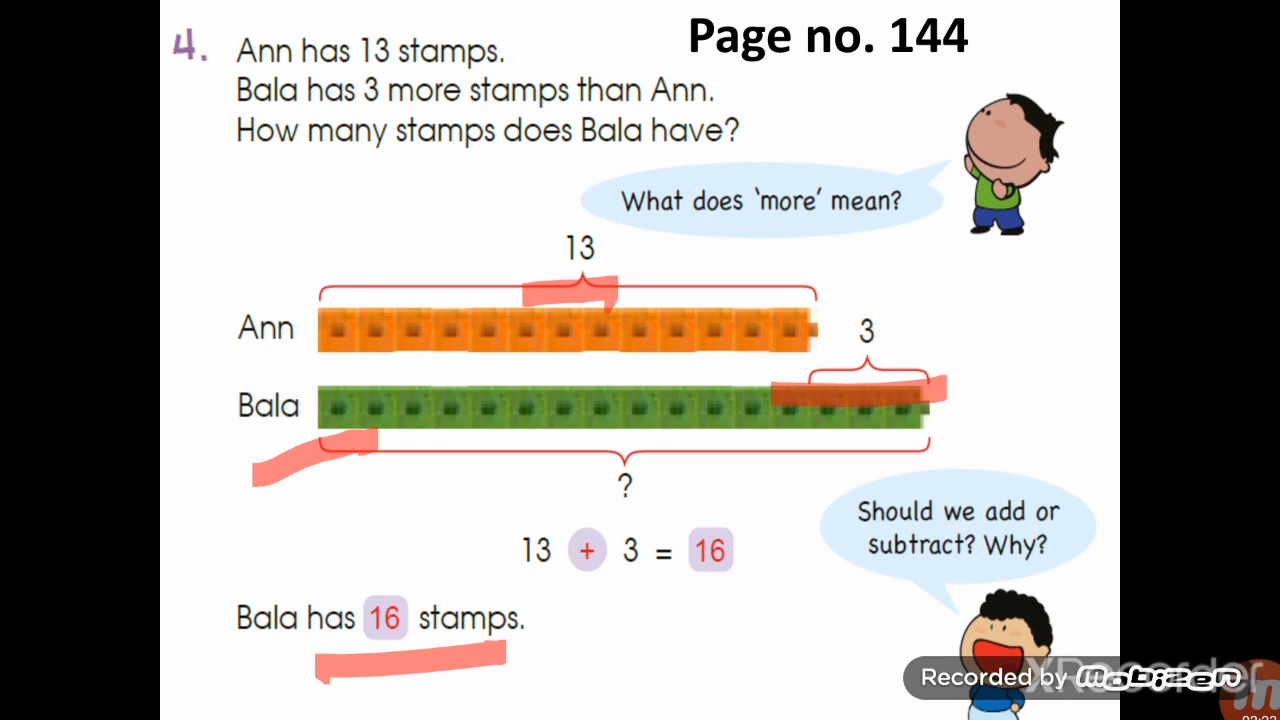 4. Ann has 13 stamps.
Page no. 144
Bala has 3 more stamps than Ann.
How many stamps does Bala have?
What does 'more' mean?
13
Ann
3
Bala
?
Should we add or
subtract? Why?
13 + 3 = 16
Bala has 16 stamps.
XRecorder
Recorded by Mobizen